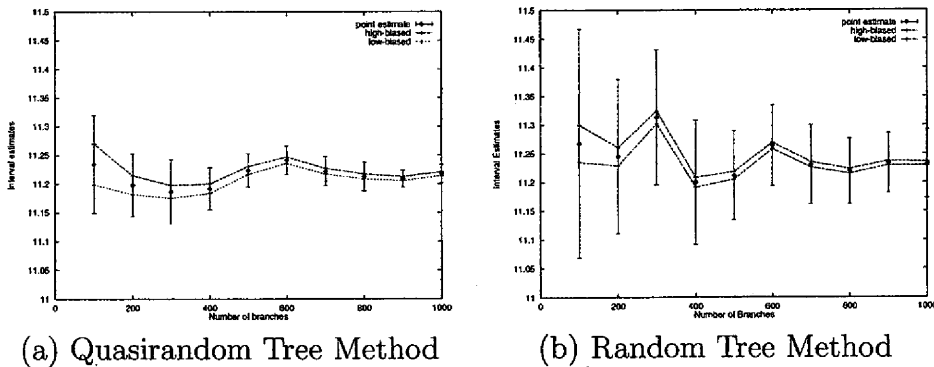 11.5
11.45
11.4
11.35
11.3
11.25
11.2
11.15
11.1
11.05
11
Interval estimates
point estimate
high-biased
low-biased
0
200
400
600
800
1000
Number of branches
(a) Quasirandom Tree Method
11.5
11.45
11.4
11.35
11.3
11.25
11.2
11.15
11.1
11.05
11
Interval Estimates
point estimate
high-biased
low-biased
0
200
400
600
800
1000
Number of Branches
(b) Random Tree Method